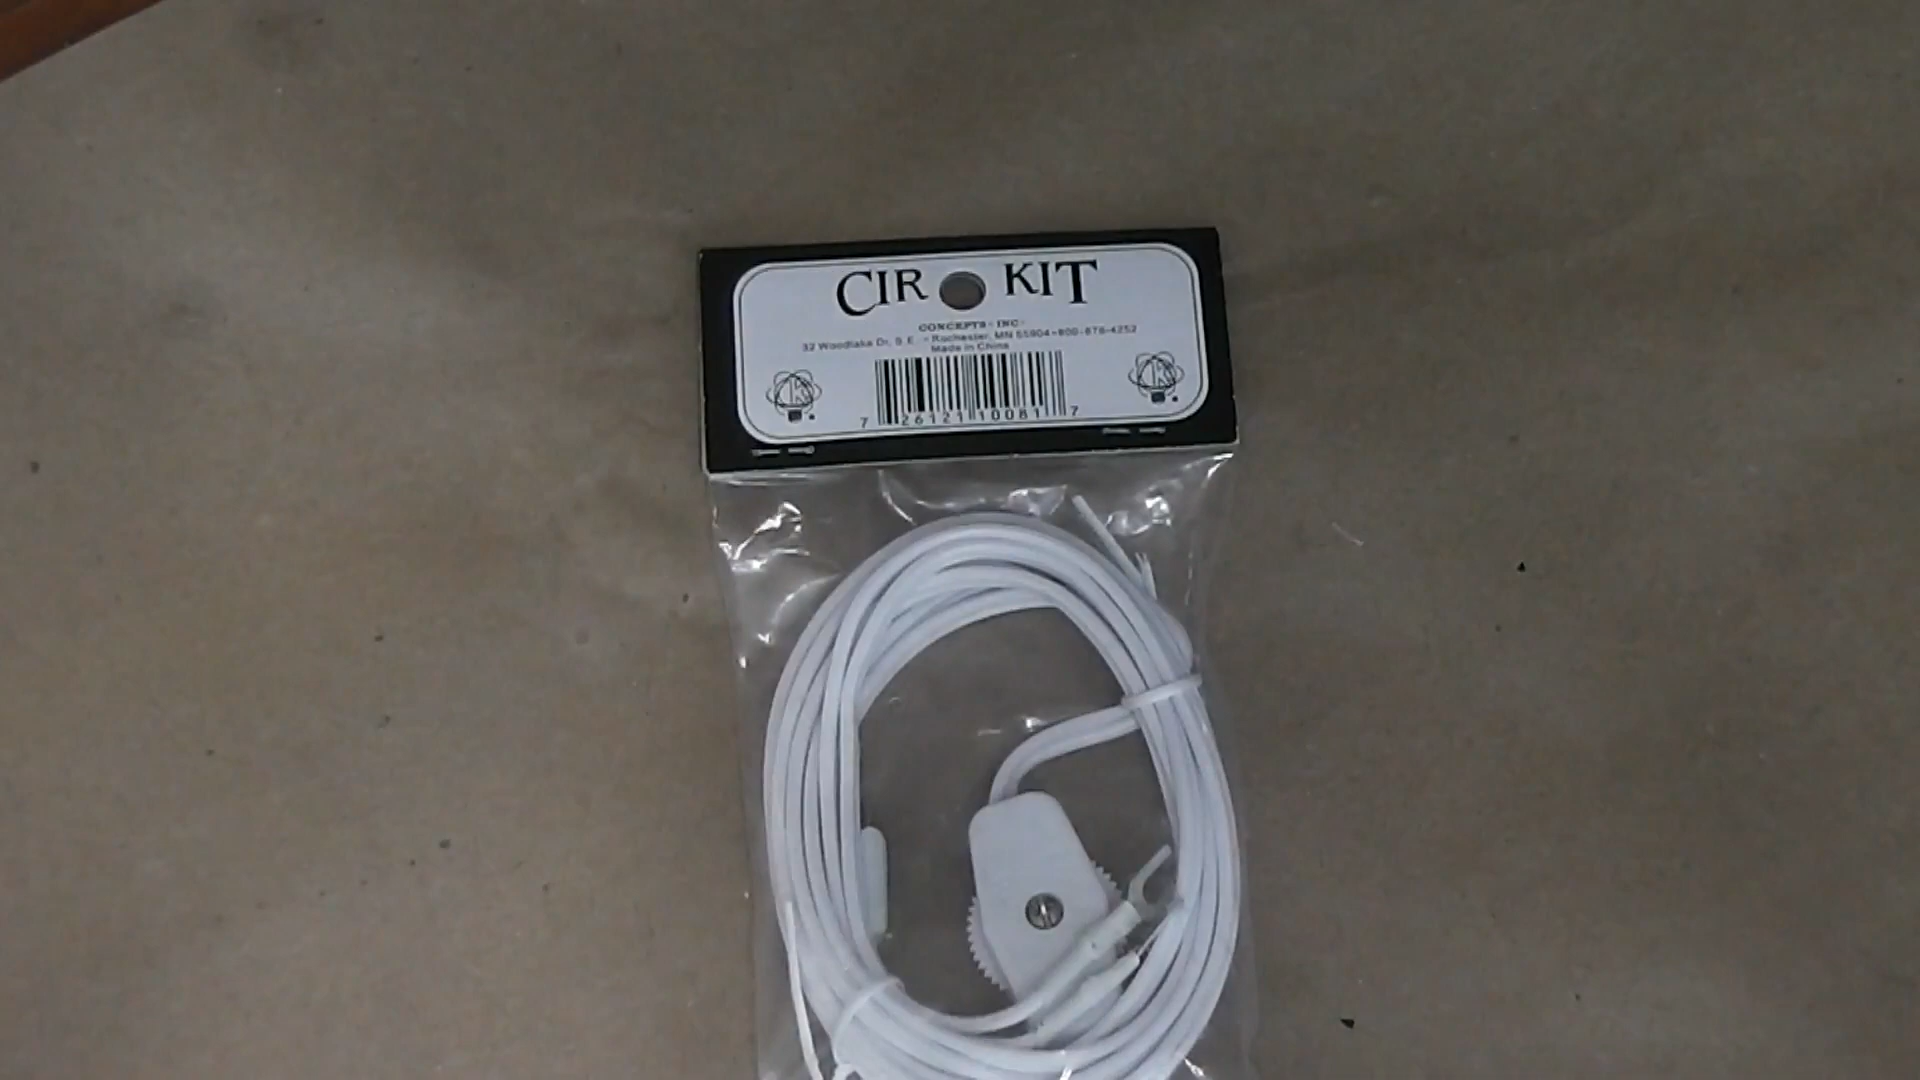 CIR KIT
CONCEPTS INC
32 Woodlake Dr, S.E. - Rochester, MN 55904-800-676-4252
Made in China
7 26121 10081 7